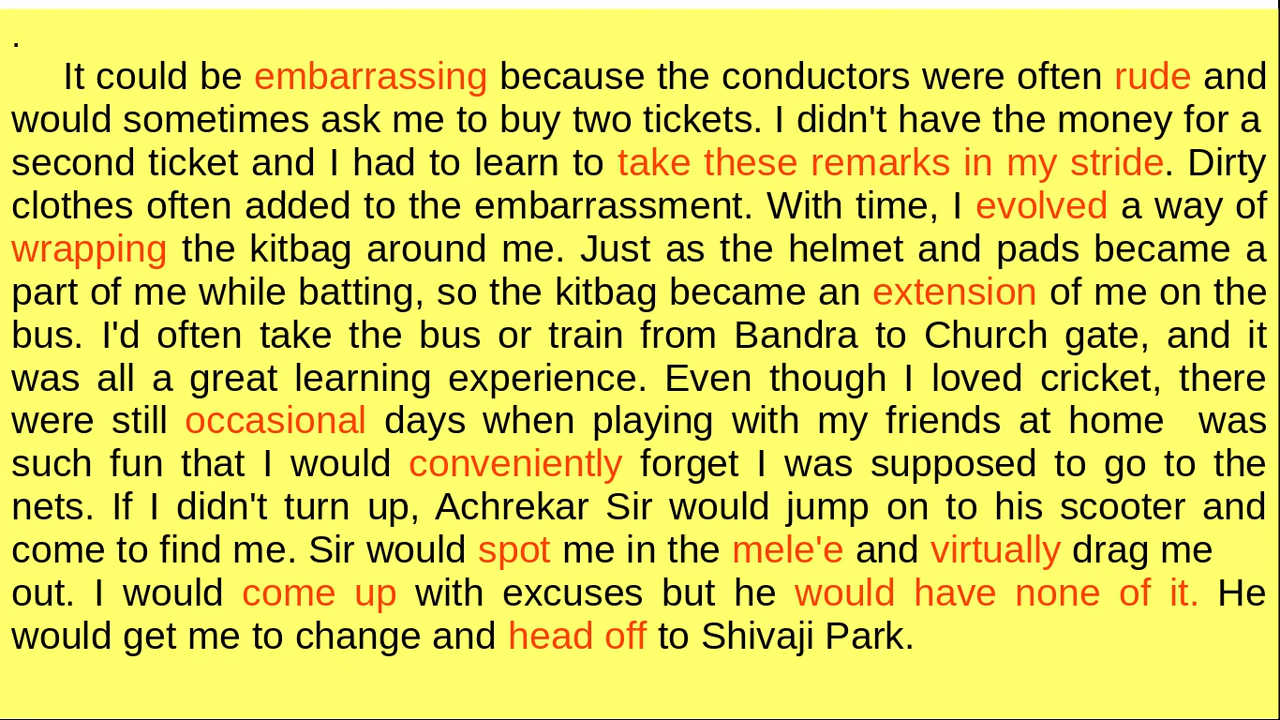 .
It could be embarrassing because the conductors were often rude and
would sometimes ask me to buy two tickets. I didn't have the money for a
second ticket and I had to learn to take these remarks in my stride. Dirty
clothes often added to the embarrassment. With time, I evolved a way of
wrapping the kitbag around me. Just as the helmet and pads became a
part of me while batting, so the kitbag became an extension of me on the
bus. I'd often take the bus or train from Bandra to Church gate, and it
was all a great learning experience. Even though I loved cricket, there
were still occasional days when playing with my friends at home was
such fun that I would conveniently forget I was supposed to go to the
nets. If I didn't turn up, Achrekar Sir would jump on to his scooter and
come to find me. Sir would spot me in the mele'e and virtually drag me
out. I would come up with excuses but he would have none of it. He
would get me to change and head off to Shivaji Park.